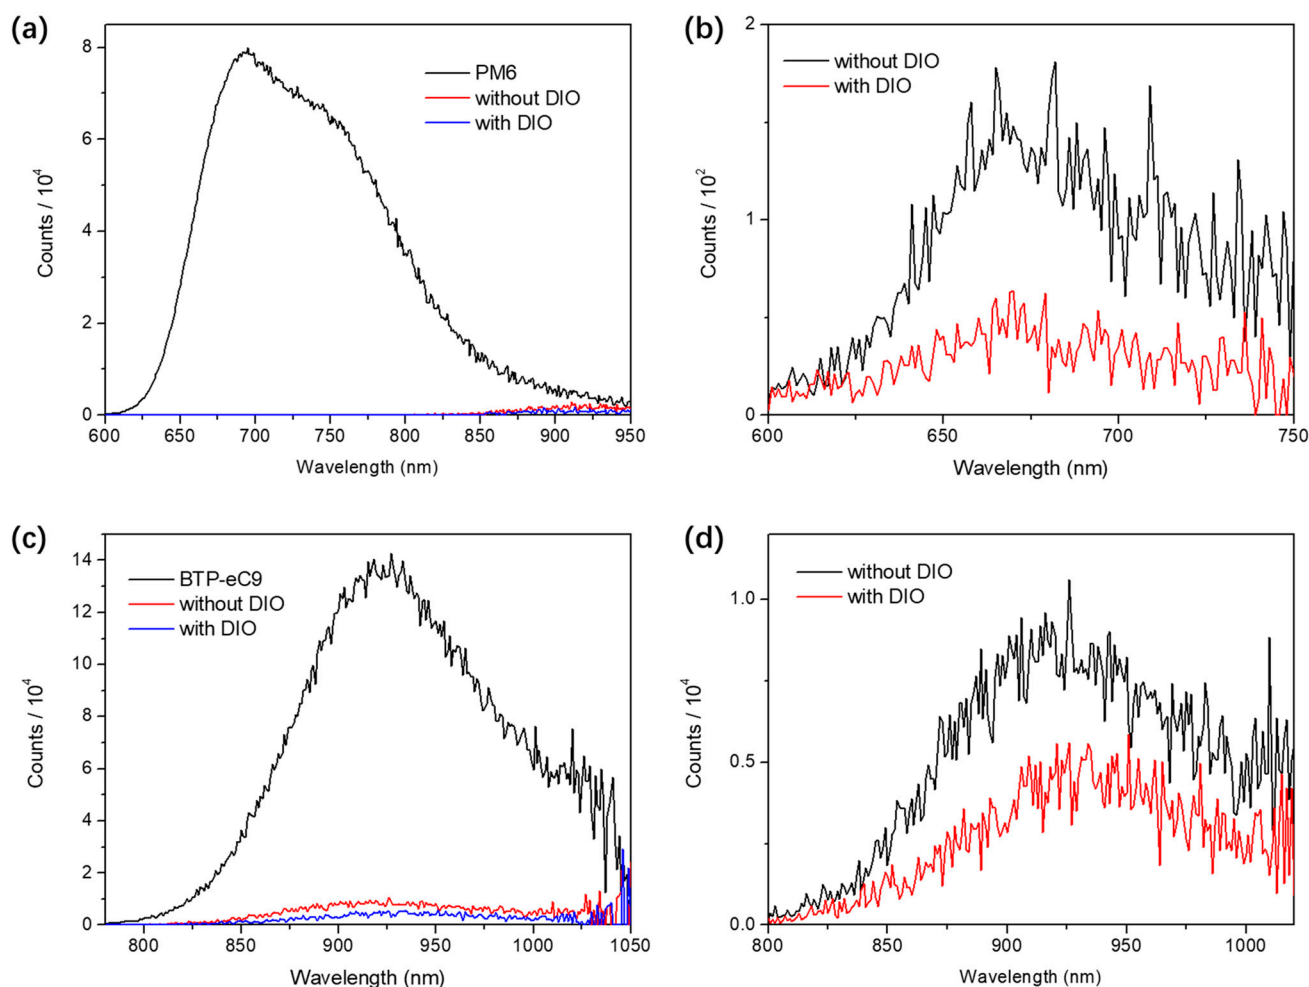 (a)
8
6
4
2
0
Counts / 10⁴
PM6
without DIO
with DIO
600 650 700 750 800 850 900 950
Wavelength (nm)
(b)
2
1
0
Counts / 10²
without DIO
with DIO
600 650 700 750
Wavelength (nm)
(c)
14
12
10
8
6
4
2
0
Counts / 10⁴
BTP-eC9
without DIO
with DIO
800 850 900 950 1000 1050
Wavelength (nm)
(d)
1.0
0.5
0.0
Counts / 10⁴
without DIO
with DIO
800 850 900 950 1000
Wavelength (nm)